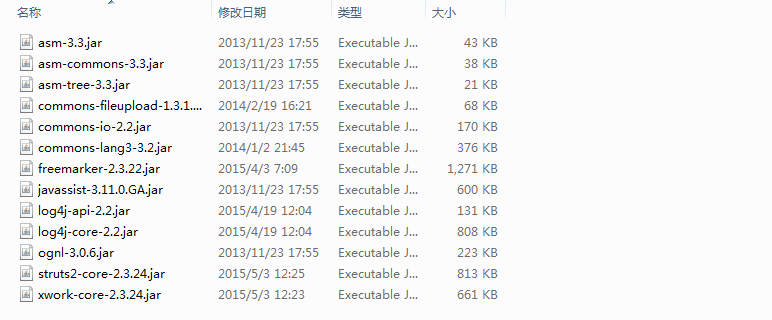 名称 修改日期 类型 大小
asm-3.3.jar 2013/11/23 17:55 Executable J... 43 KB
asm-commons-3.3.jar 2013/11/23 17:55 Executable J... 38 KB
asm-tree-3.3.jar 2013/11/23 17:55 Executable J... 21 KB
commons-fileupload-1.3.1.... 2014/2/19 16:21 Executable J... 68 KB
commons-io-2.2.jar 2013/11/23 17:55 Executable J... 170 KB
commons-lang3-3.2.jar 2014/1/2 21:45 Executable J... 376 KB
freemarker-2.3.22.jar 2015/4/3 7:09 Executable J... 1,271 KB
javassist-3.11.0.GA.jar 2013/11/23 17:55 Executable J... 600 KB
log4j-api-2.2.jar 2015/4/19 12:04 Executable J... 131 KB
log4j-core-2.2.jar 2015/4/19 12:04 Executable J... 808 KB
ognl-3.0.6.jar 2013/11/23 17:55 Executable J... 223 KB
struts2-core-2.3.24.jar 2015/5/3 12:25 Executable J... 813 KB
xwork-core-2.3.24.jar 2015/5/3 12:23 Executable J... 661 KB